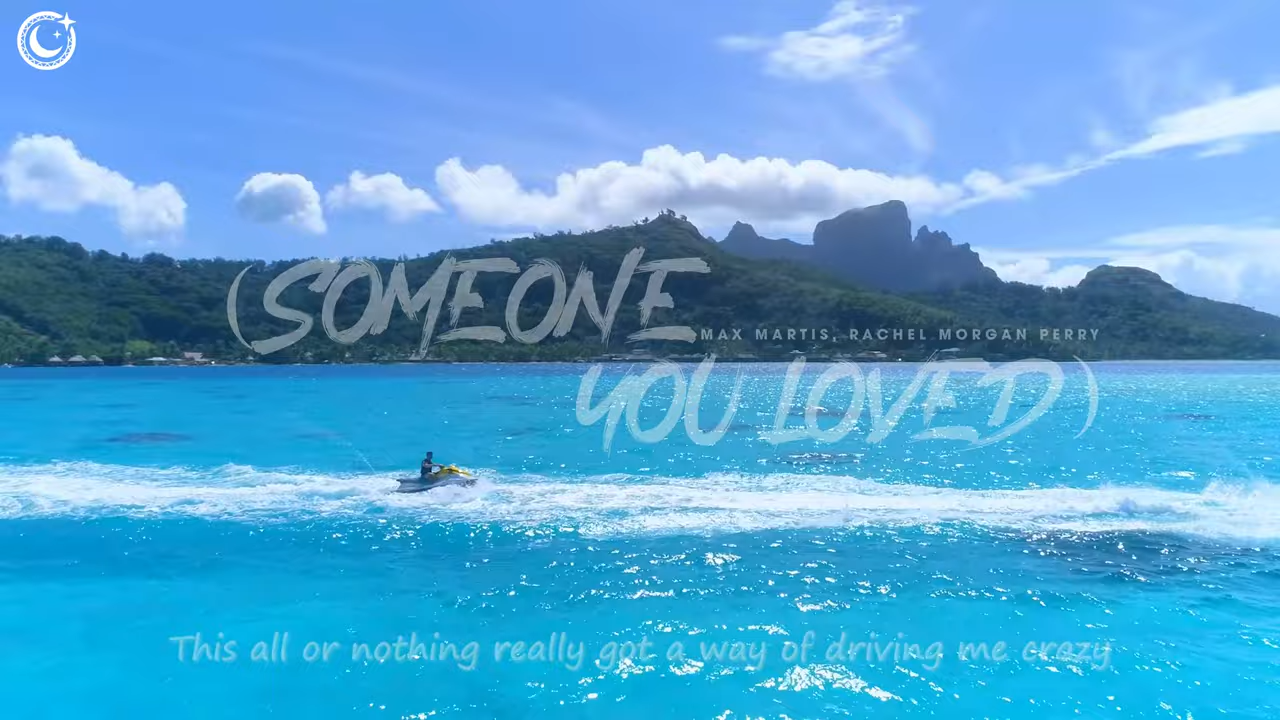 (SOMEONE
MAX MARTIS, RACHEL MORGAN PERRY
YOU LOVED)
This all or nothing really got a way of driving me crazy